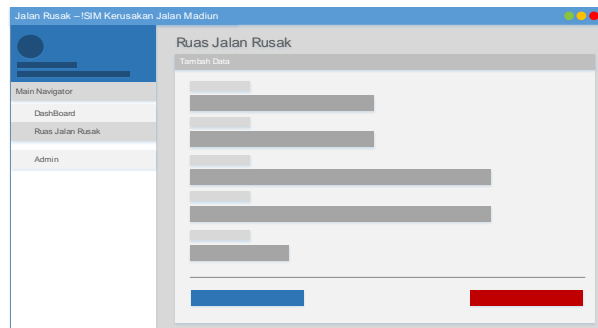 Jalan Rusak –!SIM Kerusakan Jalan Madiun
Ruas Jalan Rusak
Tambah Data
Main Navigator
DashBoard
Ruas Jalan Rusak
Admin